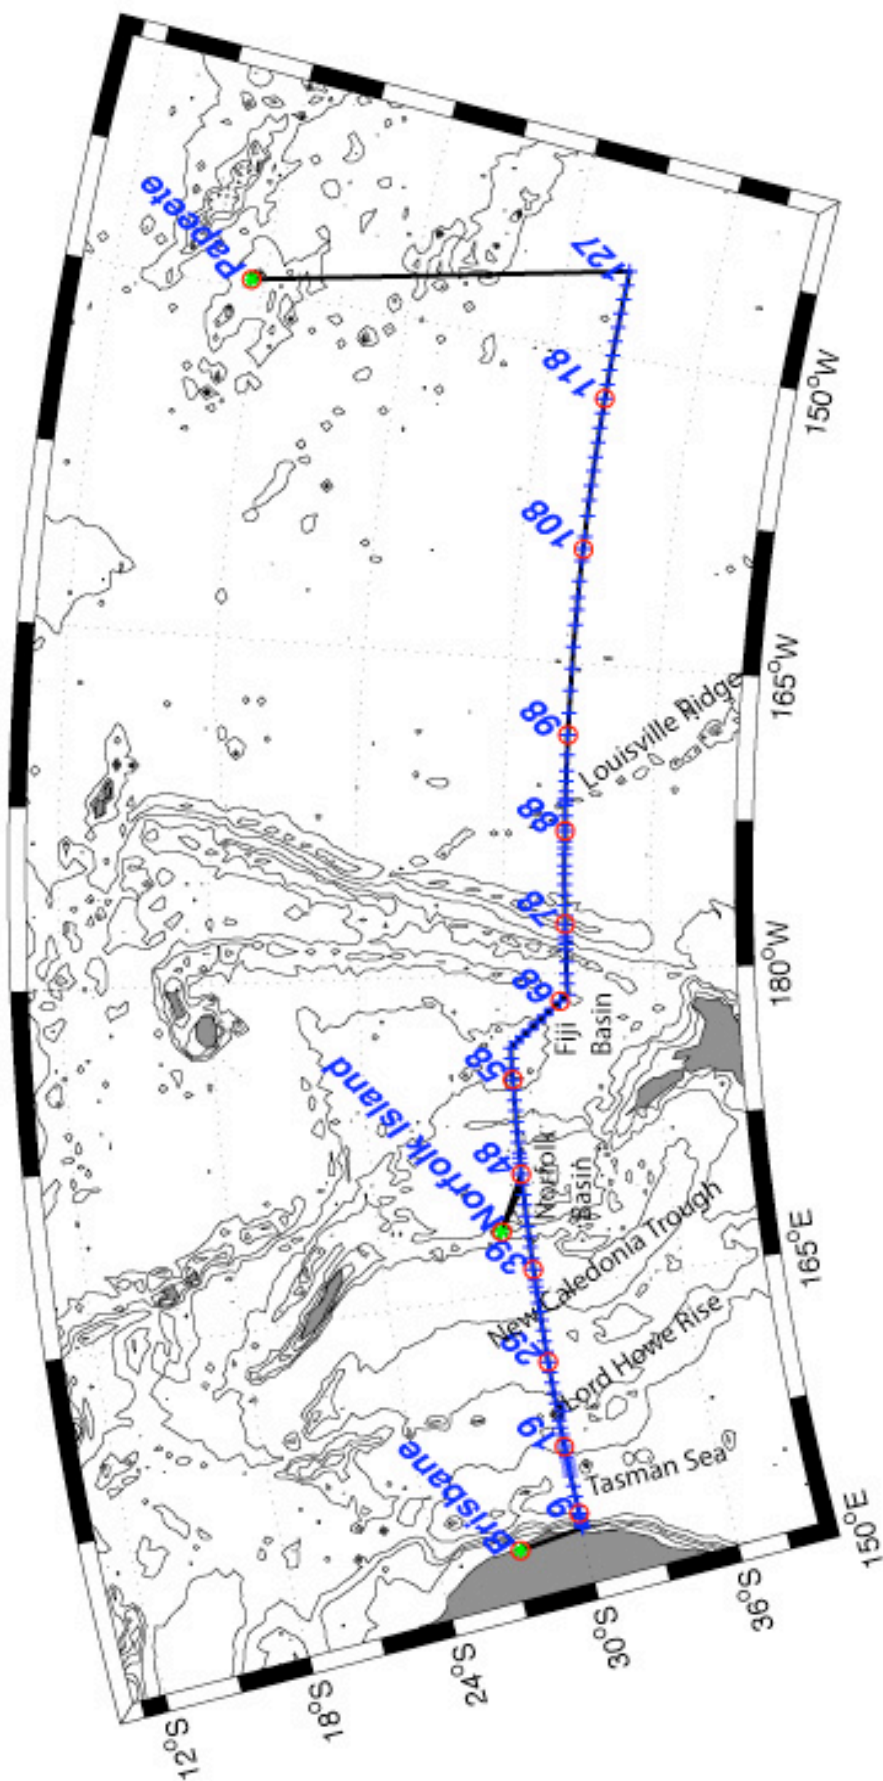 Papeete
127
118
108
98
88
78
68
58
48
39
29
19
9
Norfolk Island
Brisbane
Louisville Ridge
Fiji
Basin
Norfolk
Basin
New Caledonia Trough
Lord Howe Rise
Tasman Sea
150°E
165°E
180°W
165°W
150°W
12°S
18°S
24°S
30°S
36°S